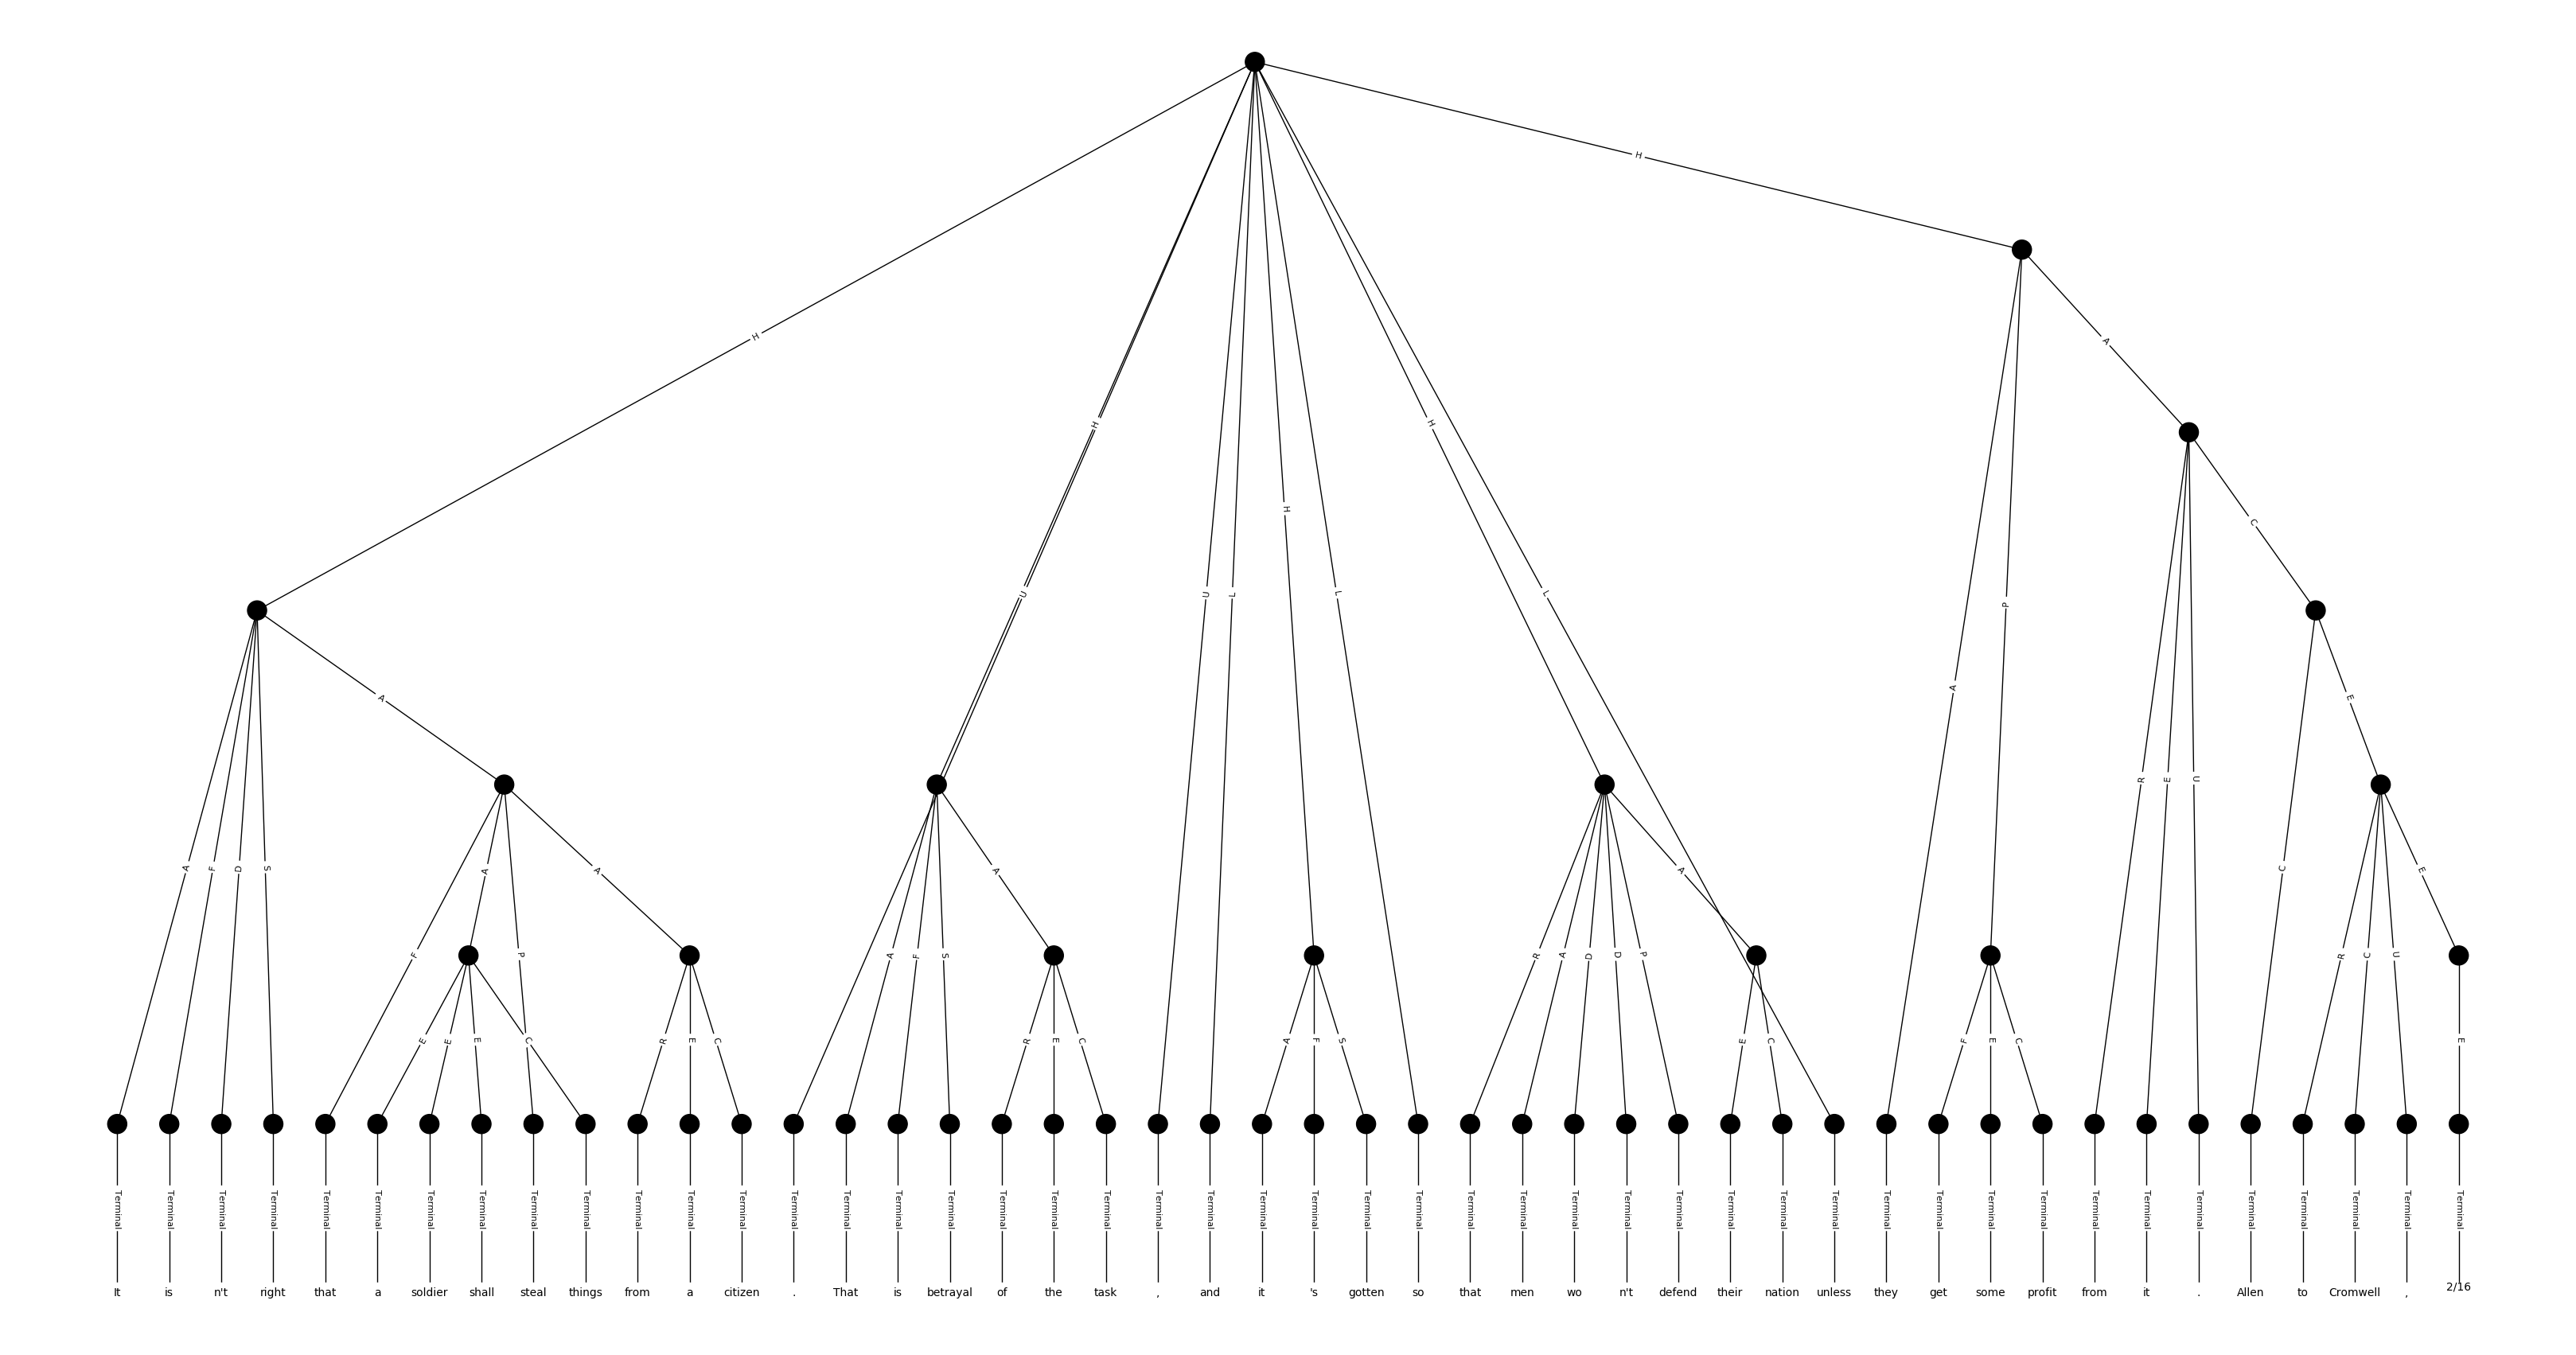 H
H
A
H
H
C
H
U
U
L
L
L
P
A
A
E
R
E
U
A
F
D
S
A
A
A
C
E
F
P
A
F
S
R
A
D
D
P
R
C
U
E
E
E
C
R
E
C
R
E
C
A
F
S
E
C
F
E
C
E
Terminal Terminal Terminal Terminal Terminal Terminal Terminal Terminal Terminal Terminal Terminal Terminal Terminal Terminal Terminal Terminal Terminal Terminal Terminal Terminal Terminal Terminal Terminal Terminal Terminal Terminal Terminal Terminal Terminal Terminal Terminal Terminal Terminal Terminal Terminal Terminal Terminal Terminal Terminal Terminal Terminal Terminal Terminal Terminal Terminal Terminal
It is n't right that a soldier shall steal things from a citizen . That is betrayal of the task , and it 's gotten so that men wo n't defend their nation unless they get some profit from it . Allen to Cromwell , 2/16